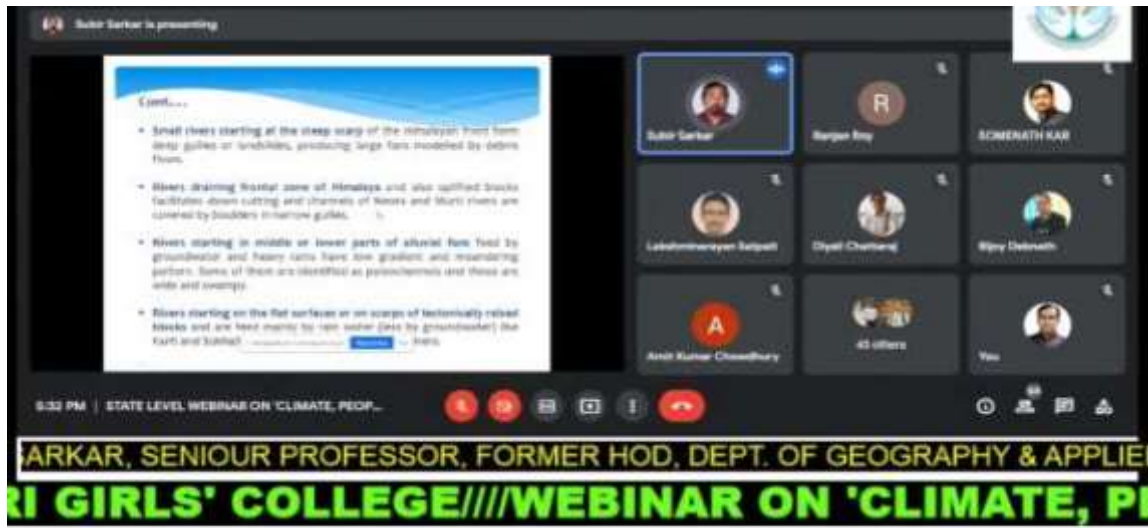 Subir Sarkar is presenting
Cont....
• Small rivers starting at the steep scarp of the Himalayan front form
deep gullies or landslides, producing large fans modelled by debris
flows.
• Rivers draining frontal zone of Himalaya and also uplifted blocks
facilitates down cutting and channels of Neora and Murti rivers are
covered by boulders in narrow gullies.
• Rivers starting in middle or lower parts of alluvial fans feed by
groundwater and heavy rains have low gradient and meandering
pattern. Some of them are identified as paleochannels and these are
wide and swampy.
• Rivers starting on the flat surfaces or on scarps of tectonically raised
blocks and are feed mainly by rain water (less by groundwater) like
and
Subir Sarkar
R
Ranjan Roy
SOMENATH KAR
Lakshminarayan Satpati
Diyali Chattaraj
Bijoy Debnath
A
Amit Kumar Chowdhury
45 others
You
5:32 PM | STATE LEVEL WEBINAR ON 'CLIMATE, PEOP...
ARKAR, SENIOUR PROFESSOR, FORMER HOD, DEPT. OF GEOGRAPHY & APPLIE
RI GIRLS' COLLEGE////WEBINAR ON 'CLIMATE, P